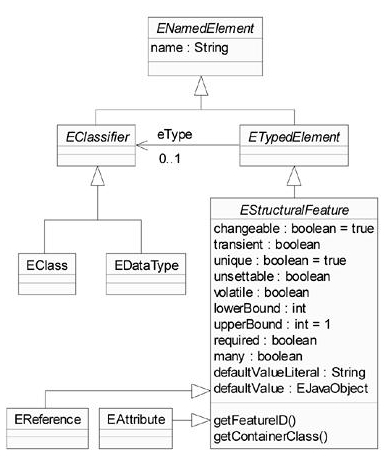 ENamedElement
name : String
EClassifier
eType
0..1
ETypedElement
EClass
EDataType
EStructuralFeature
changeable : boolean = true
transient : boolean
unique : boolean = true
unsettable : boolean
volatile : boolean
lowerBound : int
upperBound : int = 1
required : boolean
many : boolean
defaultValueLiteral : String
defaultValue : EJavaObject
getFeatureID()
getContainerClass()
EReference
EAttribute